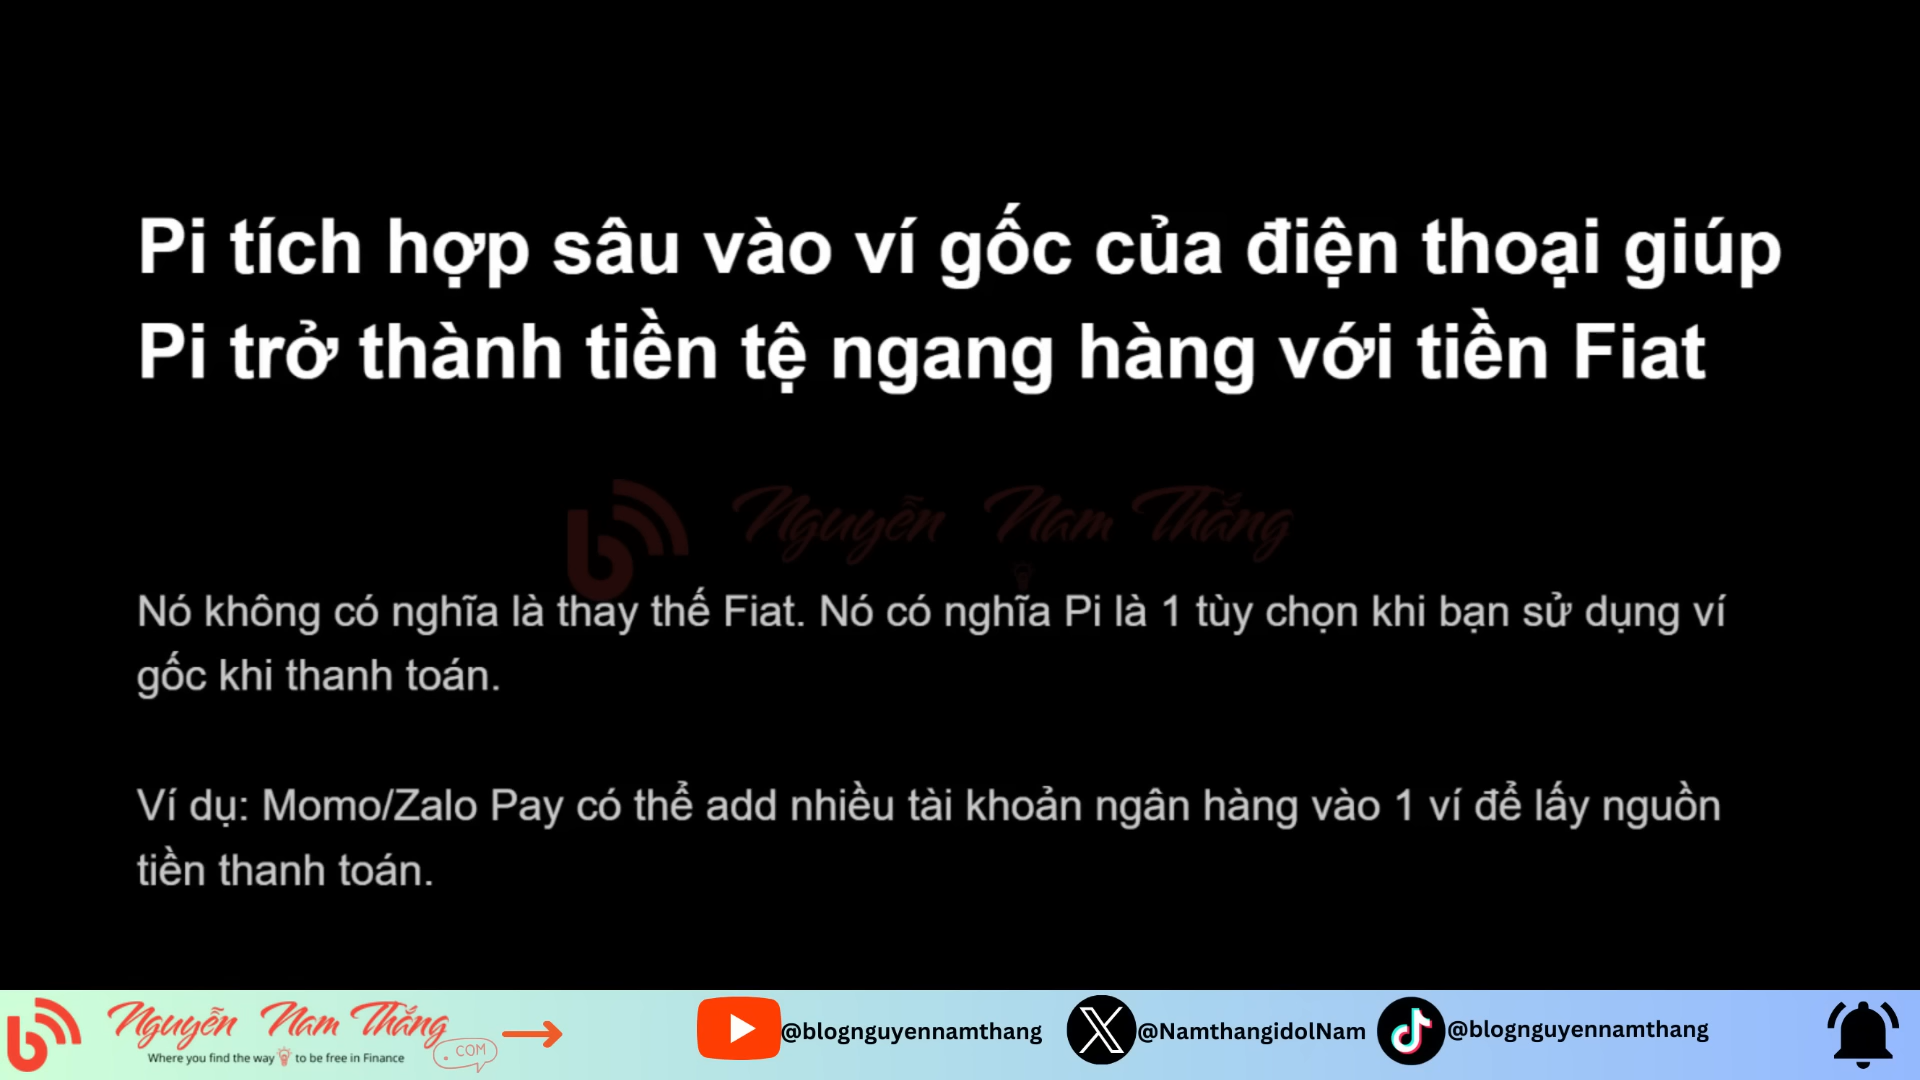 Pi tích hợp sâu vào ví gốc của điện thoại giúp
Pi trở thành tiền tệ ngang hàng với tiền Fiat
Nguyễn Nam Thắng
Nó không có nghĩa là thay thế Fiat. Nó có nghĩa Pi là 1 tùy chọn khi bạn sử dụng ví
gốc khi thanh toán.
Ví dụ: Momo/Zalo Pay có thể add nhiều tài khoản ngân hàng vào 1 ví để lấy nguồn
tiền thanh toán.
Nguyễn Nam Thắng
.COM
Where you find the way to be free in Finance
@blognguyennamthang
@NamthangidolNam
@blognguyennamthang